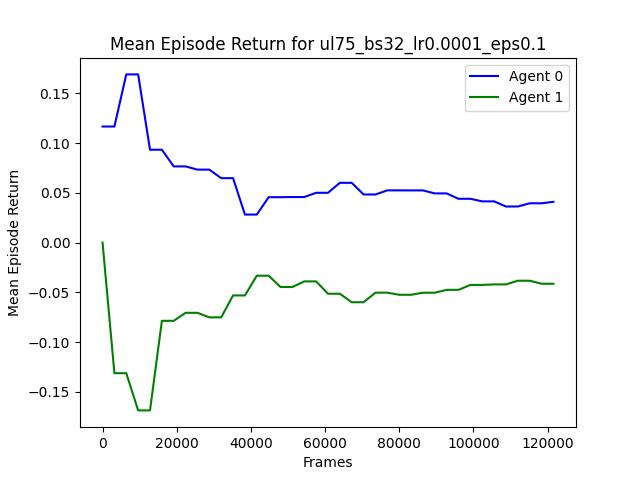 Mean Episode Return for ul75_bs32_lr0.0001_eps0.1
Agent 0
Agent 1
Mean Episode Return
0.15
0.10
0.05
0.00
−0.05
−0.10
−0.15
0 20000 40000 60000 80000 100000 120000
Frames